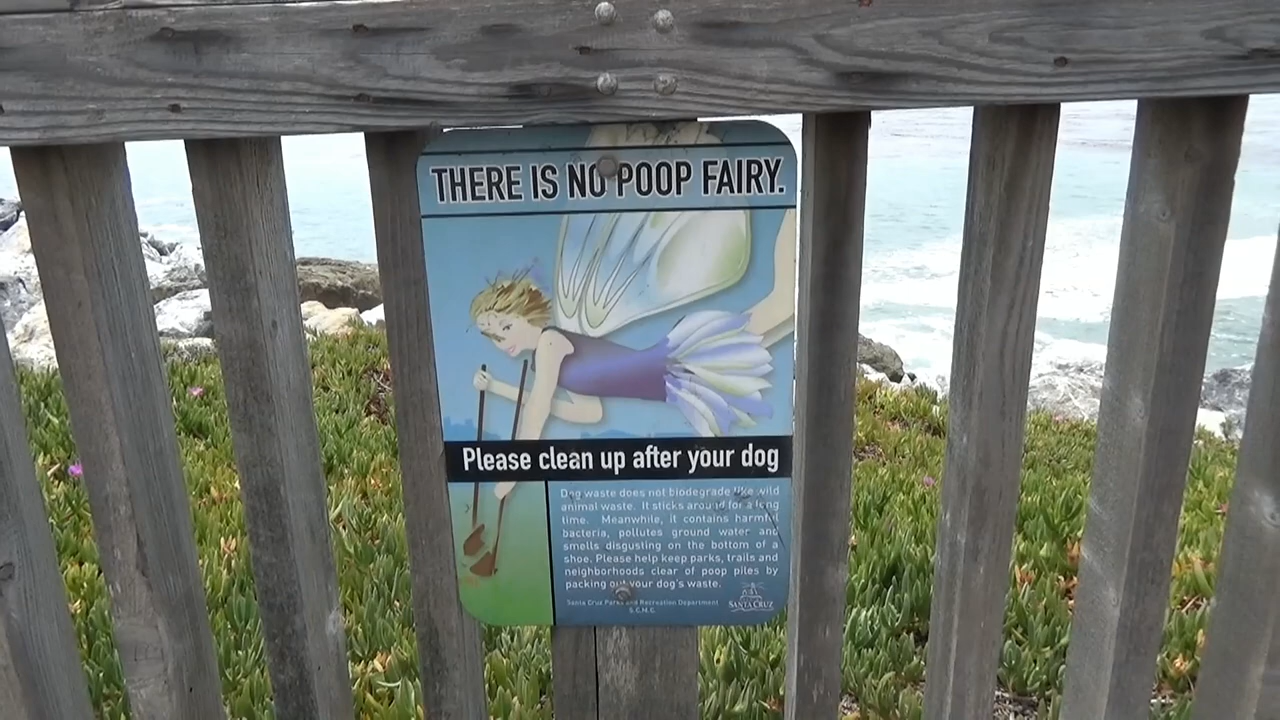 THERE IS NO POOP FAIRY.
Please clean up after your dog
Dog waste does not biodegrade like wild
animal waste. It sticks around for a long
time. Meanwhile, it contains harmful
bacteria, pollutes ground water and
smells disgusting on the bottom of a
shoe. Please help keep parks, trails and
neighborhoods clear of poop piles by
packing out your dog's waste.
Santa Cruz Parks and Recreation Department
S.C.M.C.
SANTA CRUZ